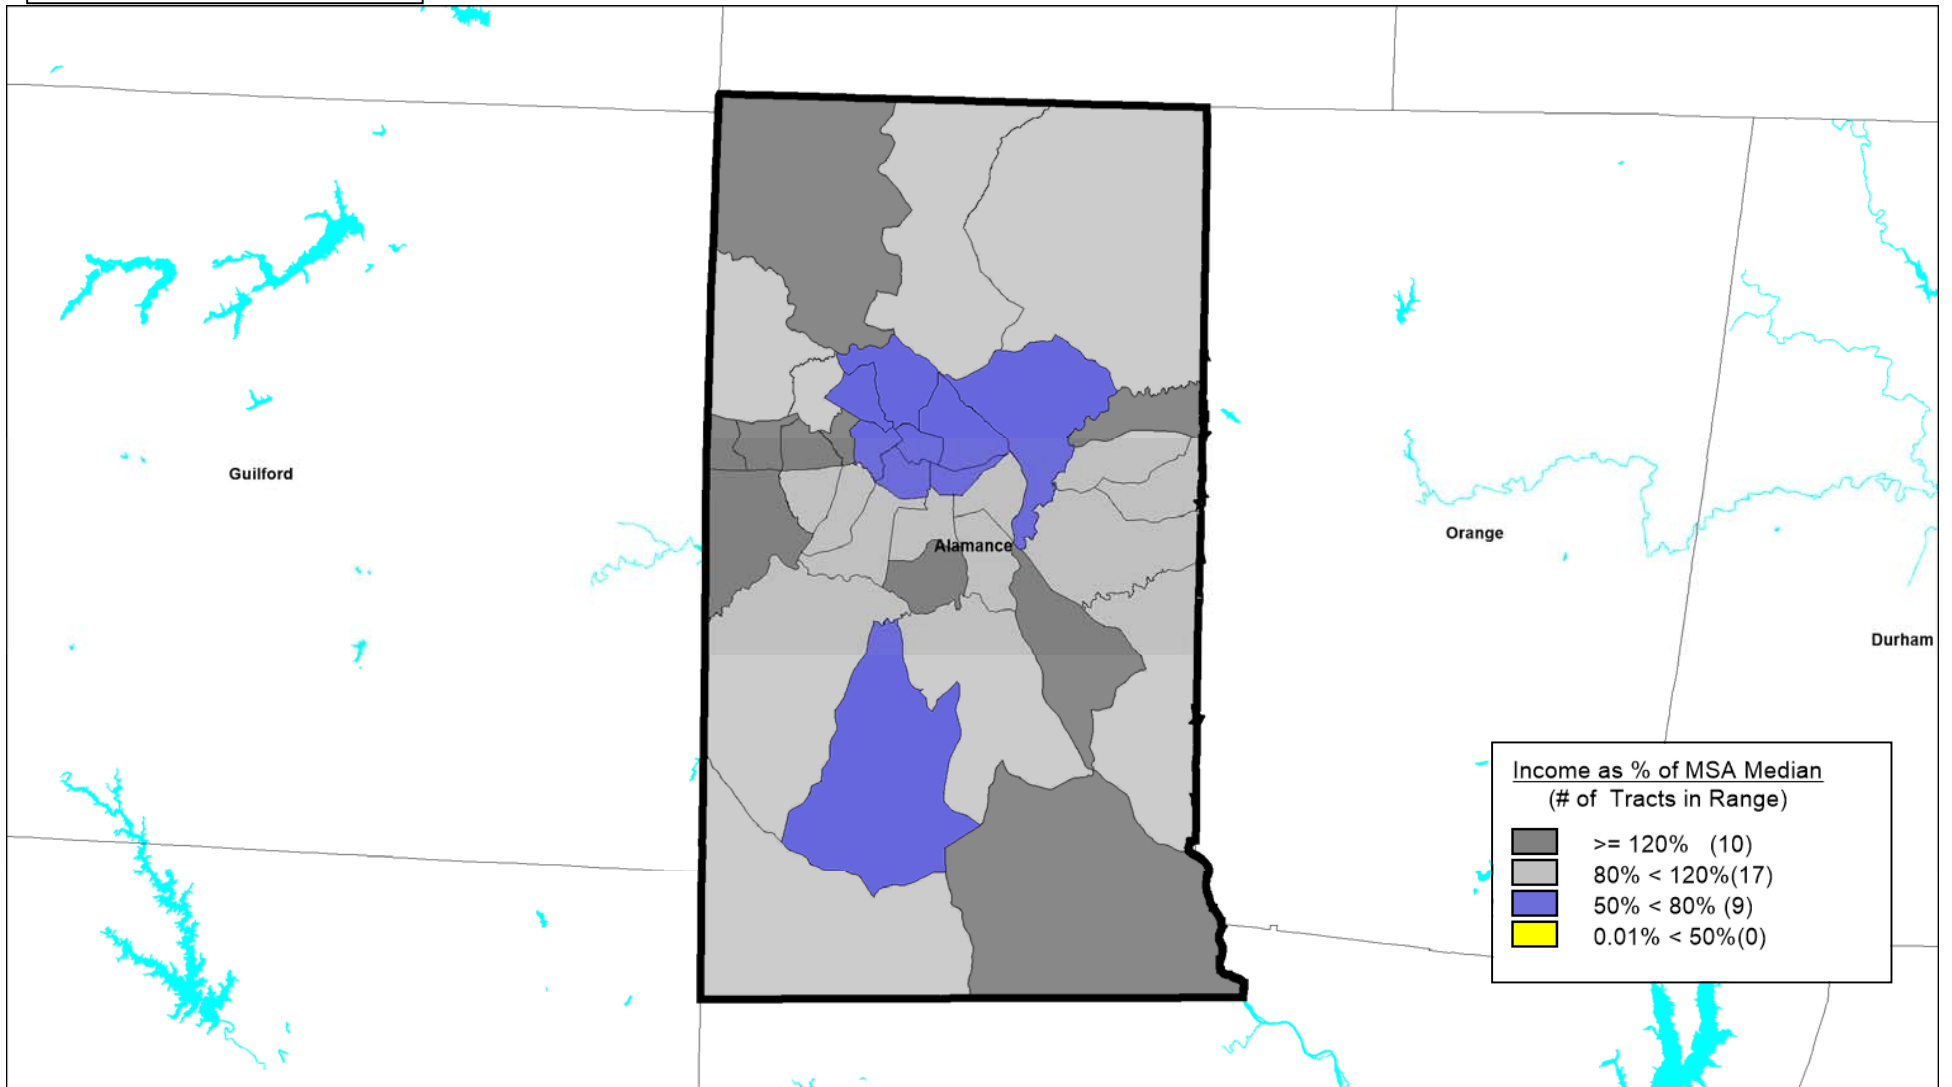 Guilford
Alamance
Orange
Durham
Income as % of MSA Median
(# of Tracts in Range)
>= 120% (10)
80% < 120%(17)
50% < 80% (9)
0.01% < 50%(0)